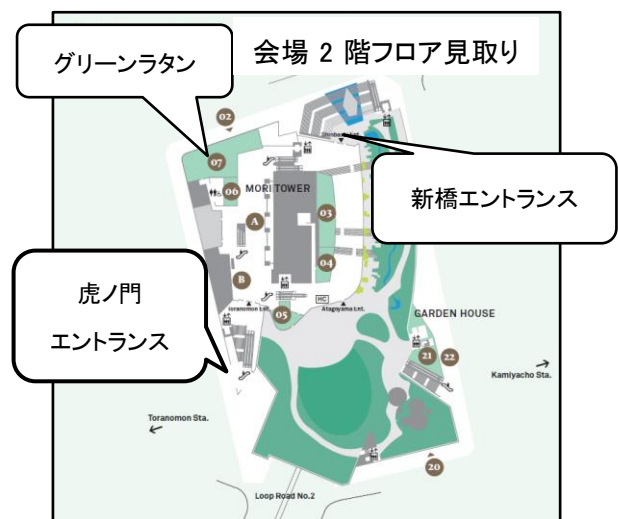 会場 2 階フロア見取り
グリーンラタン
02
Shinbashi Ent.
07
新橋エントランス
06
MORI TOWER
03
A
04
B
虎ノ門
エントランス
Toranomon Ent.
05
HC
Atagoyama Ent.
GARDEN HOUSE
21
22
Kamiyacho Sta.
Toranomon Sta.
20
Loop Road No.2